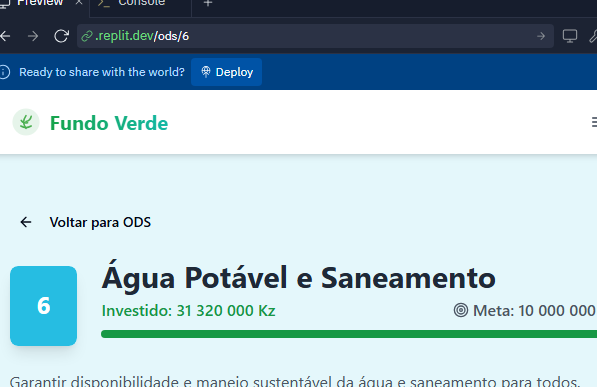 Preview × Console
.replit.dev/ods/6
Ready to share with the world? Deploy
Fundo Verde
Voltar para ODS
6
Água Potável e Saneamento
Investido: 31 320 000 Kz
Meta: 10 000 000
Garantir disponibilidade e manejo sustentável da água e saneamento para todos.